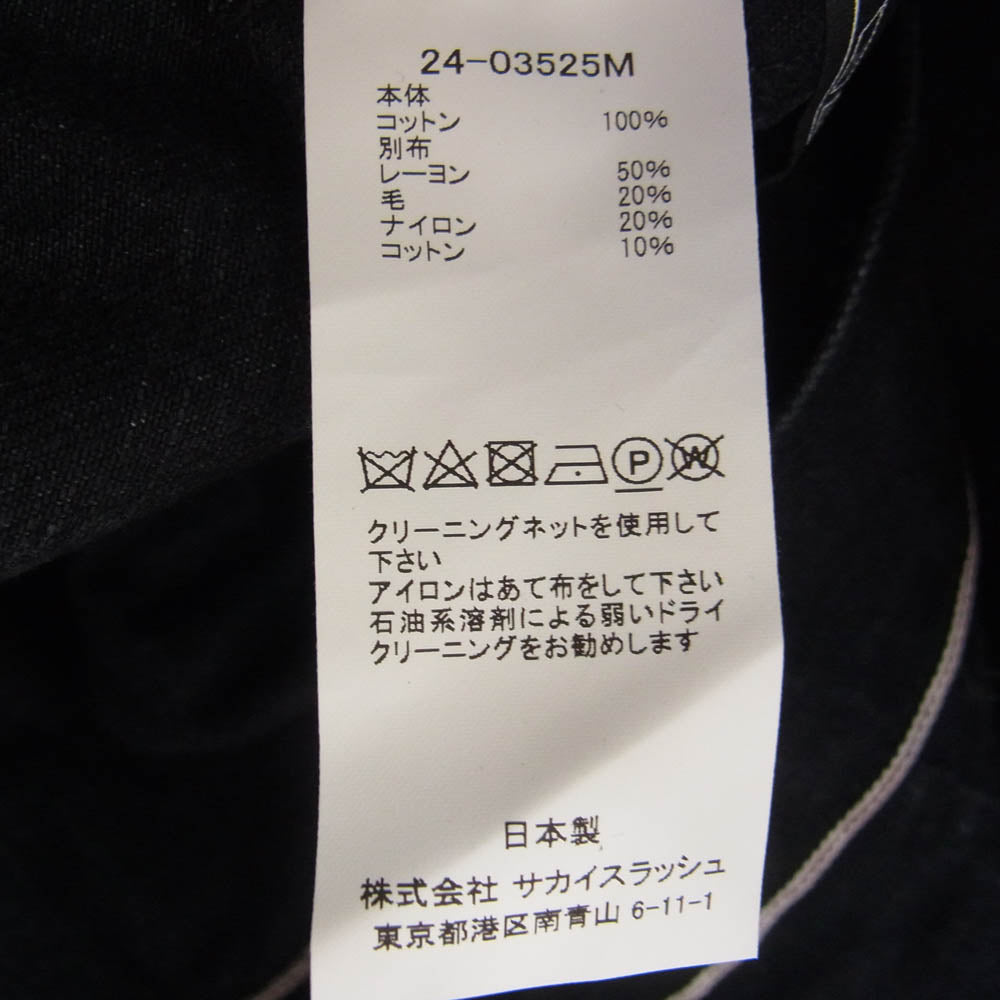 24-03525M
本体
コットン 100%
別布
レーヨン 50%
毛 20%
ナイロン 20%
コットン 10%
P W
クリーニングネットを使用して
下さい
アイロンはあて布をして下さい
石油系溶剤による弱いドライ
クリーニングをお勧めします
日本製
株式会社 サカイスラッシュ
東京都港区南青山 6-11-1